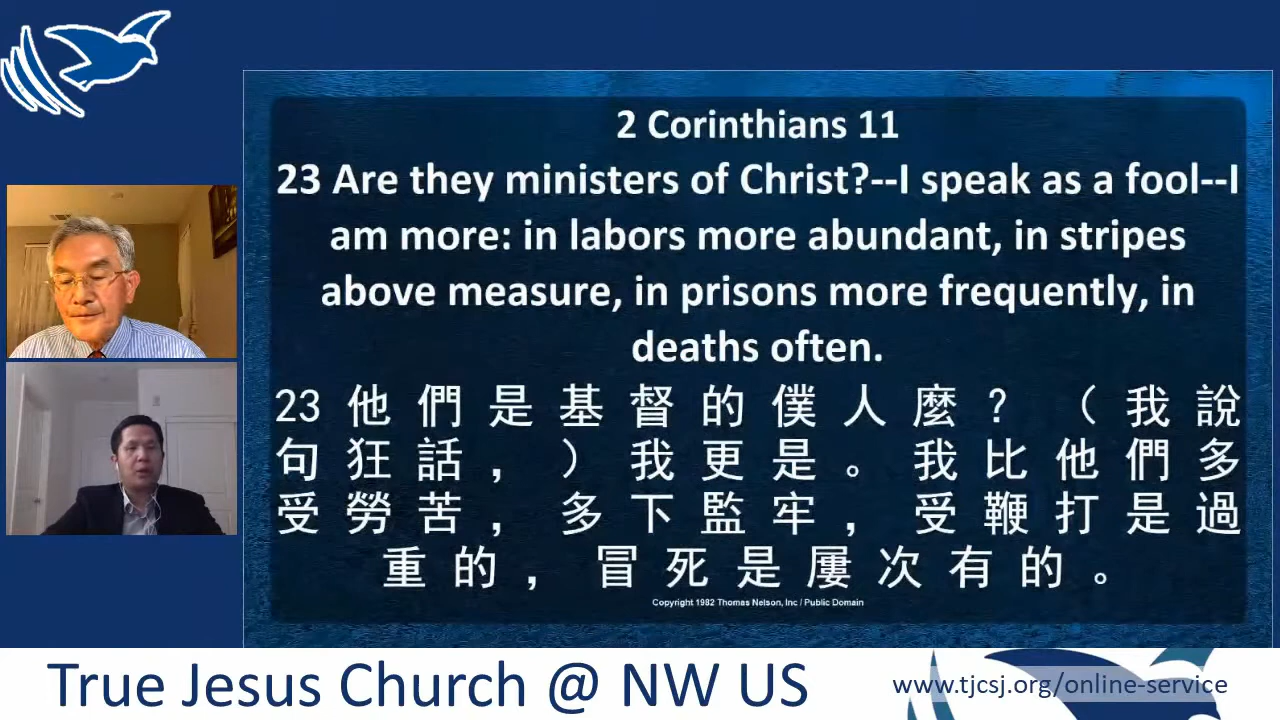 2 Corinthians 11
23 Are they ministers of Christ?--I speak as a fool--I
am more: in labors more abundant, in stripes
above measure, in prisons more frequently, in
deaths often.
23 他們是基督的僕人麼？（我說
句狂話，）我更是。我比他們多
受勞苦，多下監牢，受鞭打是過
重的，冒死是屢次有的。
Copyright 1982 Thomas Nelson, Inc / Public Domain
True Jesus Church @ NW US
www.tjcsj.org/online-service